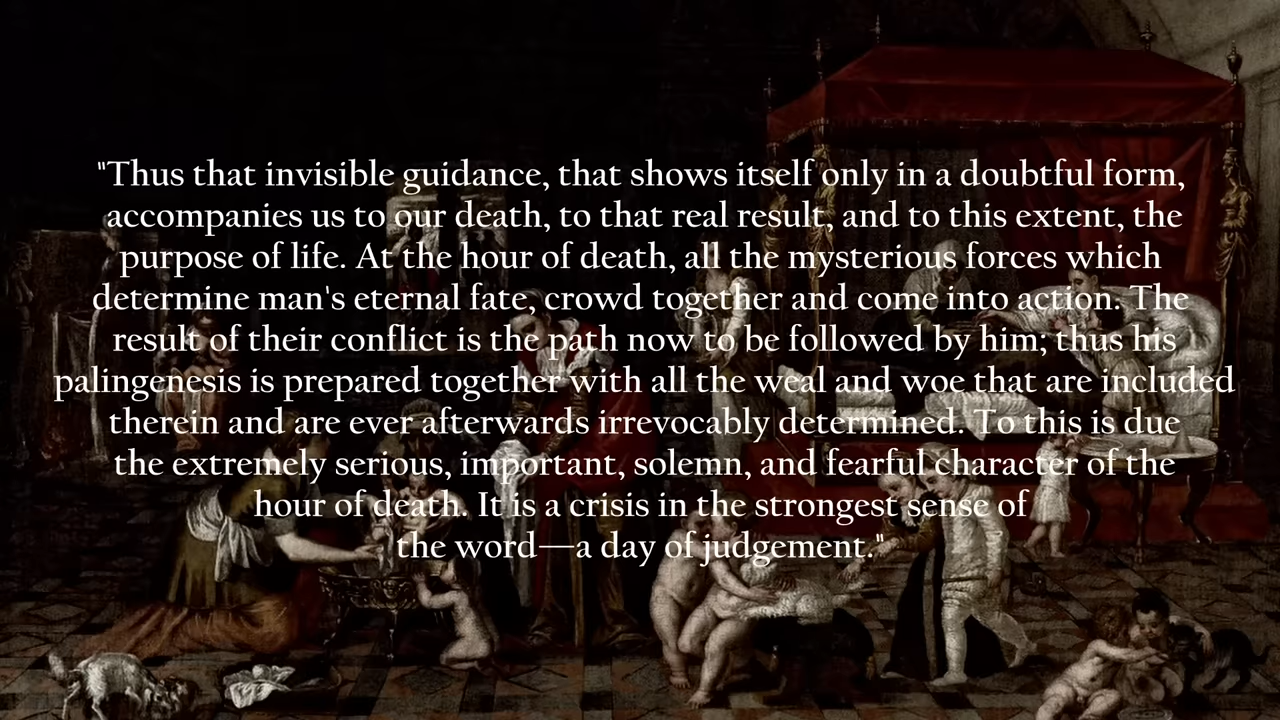 "Thus that invisible guidance, that shows itself only in a doubtful form,
accompanies us to our death, to that real result, and to this extent, the
purpose of life. At the hour of death, all the mysterious forces which
determine man's eternal fate, crowd together and come into action. The
result of their conflict is the path now to be followed by him; thus his
palingenesis is prepared together with all the weal and woe that are included
therein and are ever afterwards irrevocably determined. To this is due
the extremely serious, important, solemn, and fearful character of the
hour of death. It is a crisis in the strongest sense of
the word—a day of judgement."